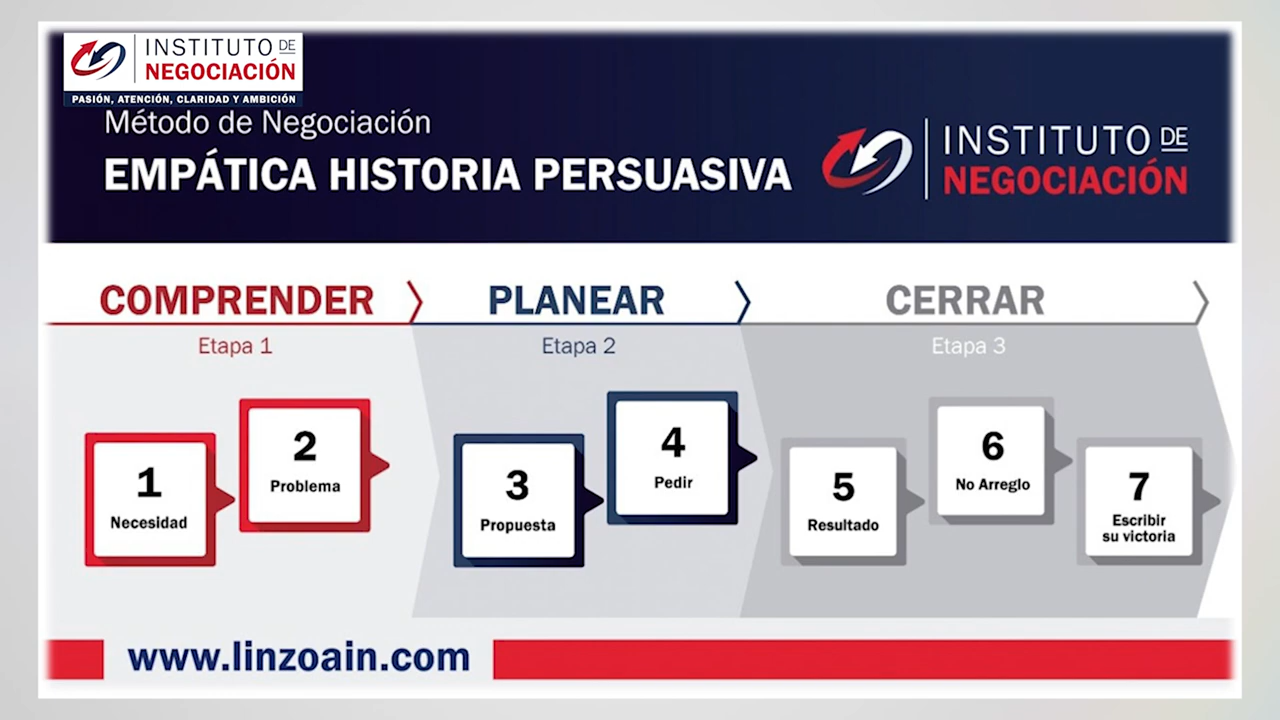 INSTITUTO DE
NEGOCIACIÓN
PASIÓN, ATENCIÓN, CLARIDAD Y AMBICIÓN
Método de Negociación
EMPÁTICA HISTORIA PERSUASIVA
INSTITUTO DE
NEGOCIACIÓN
COMPRENDER
Etapa 1
PLANEAR
Etapa 2
CERRAR
Etapa 3
1
Necesidad
2
Problema
3
Propuesta
4
Pedir
5
Resultado
6
No Arreglo
7
Escribir
su victoria
www.linzoain.com